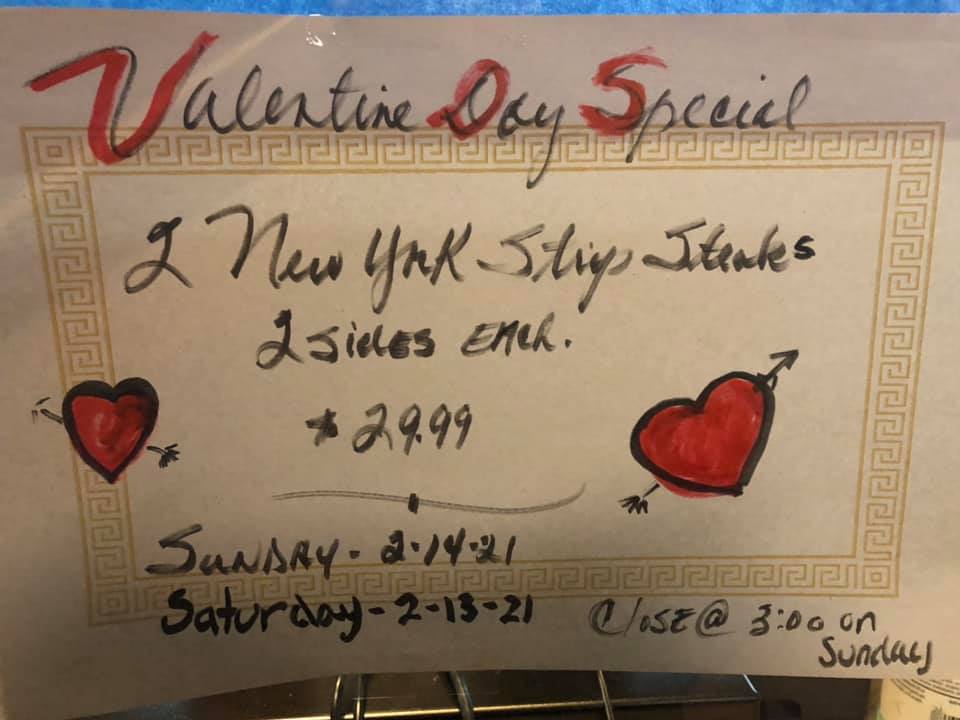 Valentine Day Special
2 New York Strip Steaks
2 sides EACH.
$29.99
SUNDAY - 2-14-21
Saturday - 2-13-21
Close @ 3:00 on
Sunday